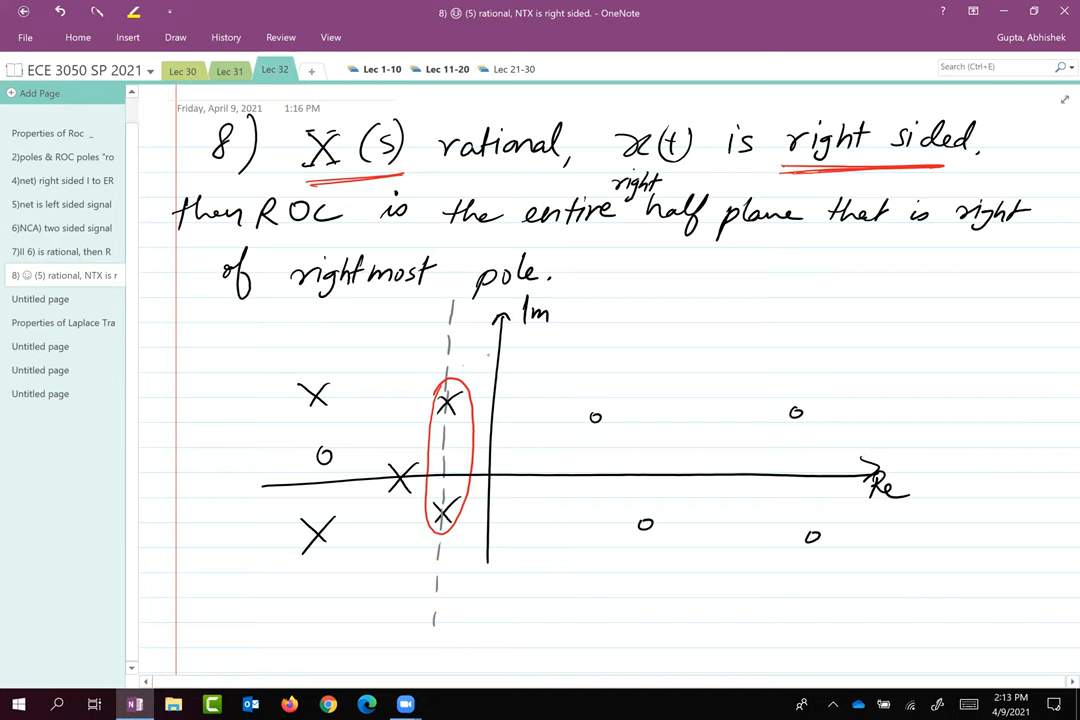 8) ☺ (5) rational, NTX is right sided. - OneNote
?
File
Home
Insert
Draw
History
Review
View
Gupta, Abhishek
ECE 3050 SP 2021
Lec 30
Lec 31
Lec 32
+
Lec 1-10
Lec 11-20
Lec 21-30
Search (Ctrl+E)
Add Page
Properties of Roc _
2)poles & ROC poles "ro
4)net) right sided I to ER
5)net is left sided signal
6)NCA) two sided signal
7)II 6) is rational, then R
8) ☺ (5) rational, NTX is r
Untitled page
Properties of Laplace Tra
Untitled page
Untitled page
Untitled page
Friday, April 9, 2021 1:16 PM
8) X(s) rational, x(t) is right sided.
right
then ROC is the entire half plane that is right
of rightmost pole.
Im
Re
2:13 PM
4/9/2021